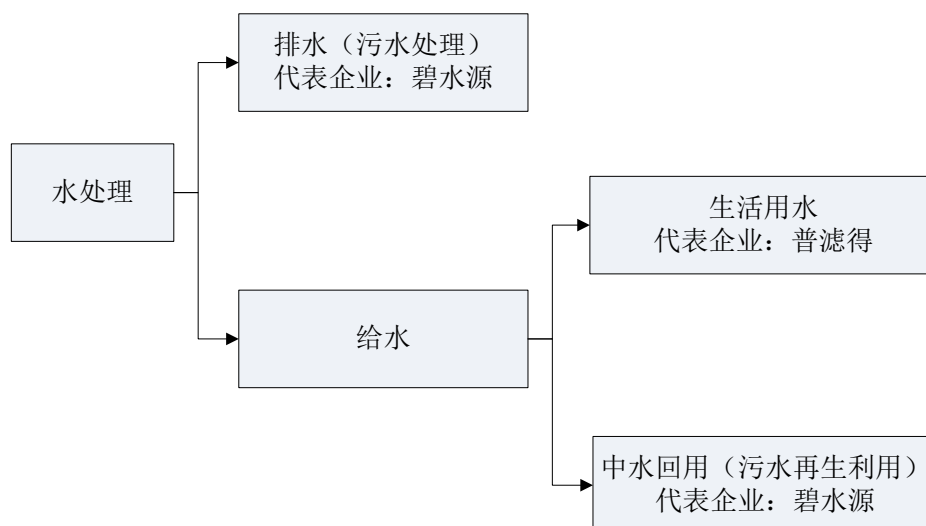 排水（污水处理）
代表企业：碧水源
水处理
生活用水
代表企业：普滤得
给水
中水回用（污水再生利用）
代表企业：碧水源